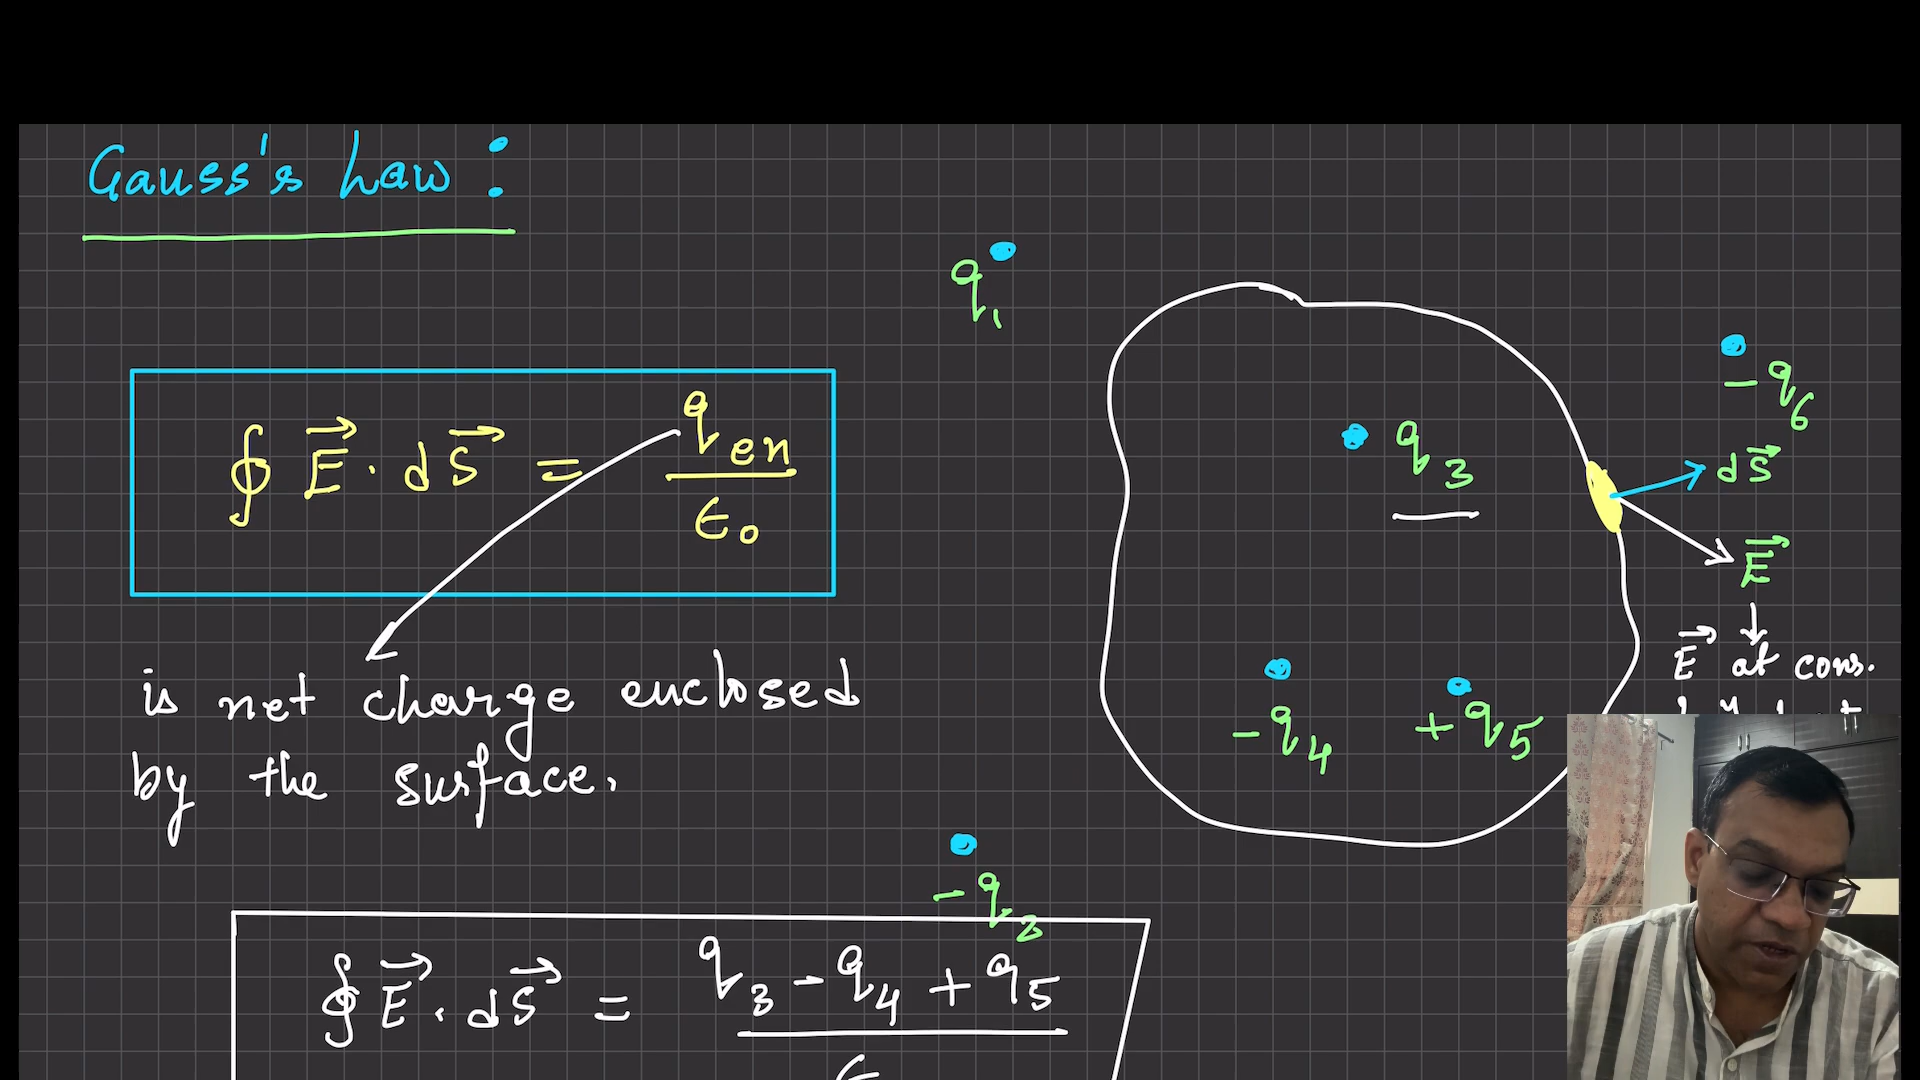 Gauss's Law :
q₁
∮ E⃗ · dS⃗ = qen / ϵ₀
- q₆
q₃
dS⃗
E⃗
E⃗ at cons.
is net charge enclosed
by the surface.
- q₄
+ q₅
- q₂
∮ E⃗ · dS⃗ = q₃ - q₄ + q₅ / ϵ